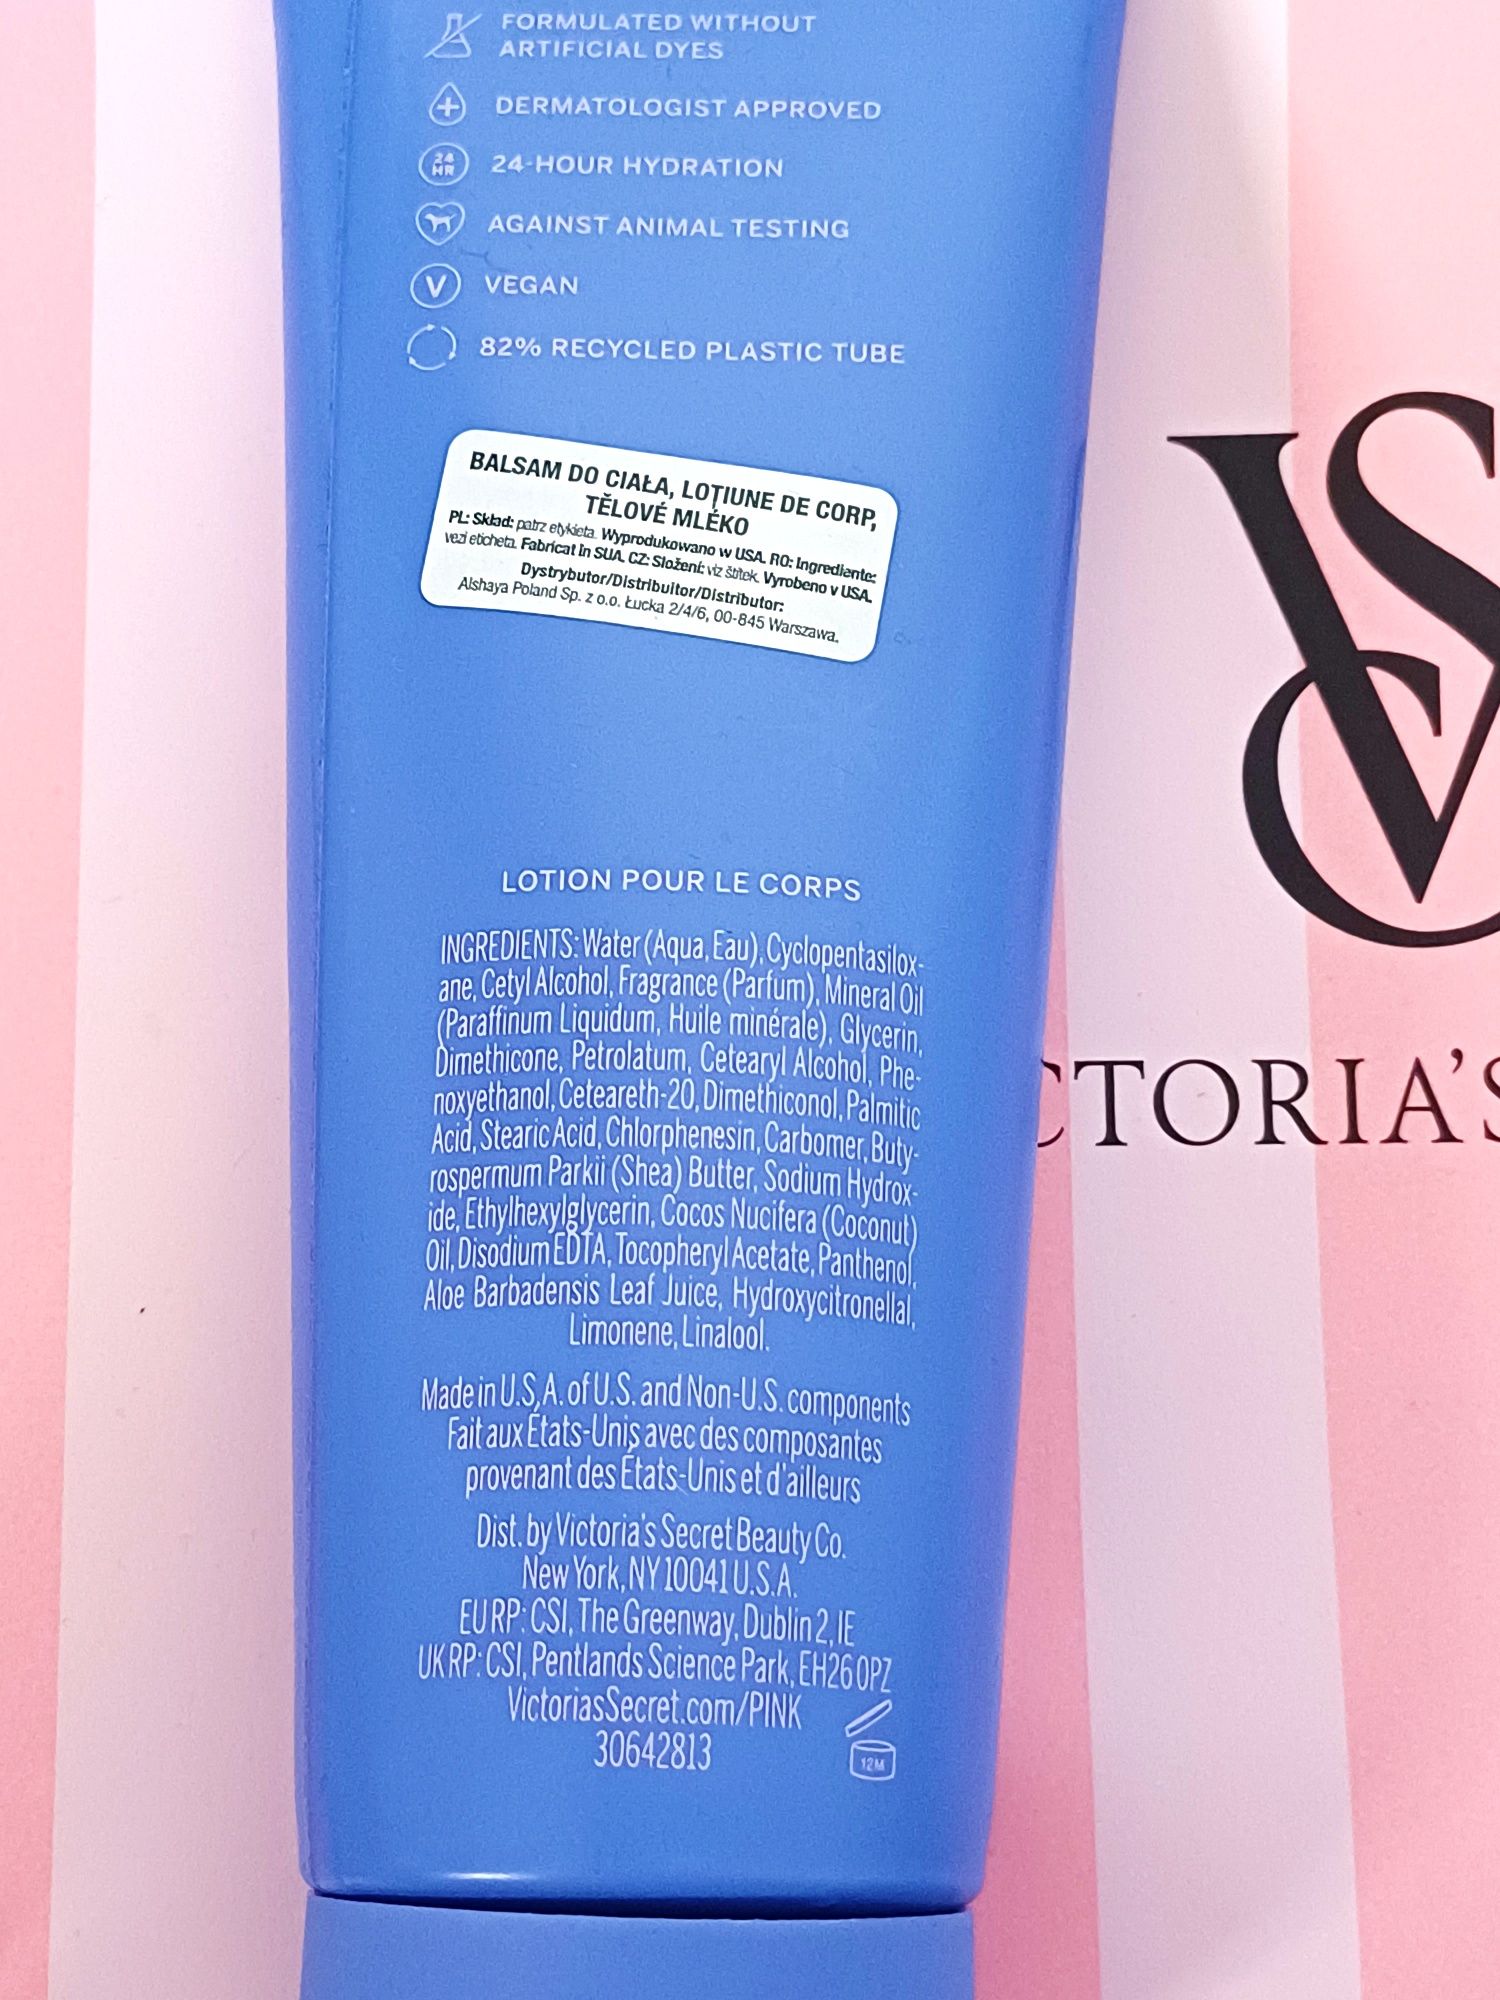 FORMULATED WITHOUT
ARTIFICIAL DYES
DERMATOLOGIST APPROVED
24 HR
24-HOUR HYDRATION
AGAINST ANIMAL TESTING
V
VEGAN
82% RECYCLED PLASTIC TUBE
BALSAM DO CIAŁA, LOȚIUNE DE CORP,
TĚLOVÉ MLÉKO
PL: Skład: patrz etykieta. Wyprodukowano w USA. RO: Ingrediente:
vezi eticheta. Fabricat în SUA. CZ: Složení: viz štítek. Vyrobeno v USA.
Dystrybutor/Distribuitor/Distributor:
Alshaya Poland Sp. z o.o. Łucka 2/4/6, 00-845 Warszawa.
VS
CTORIA'S
LOTION POUR LE CORPS
INGREDIENTS: Water (Aqua, Eau), Cyclopentasilox-
ane, Cetyl Alcohol, Fragrance (Parfum), Mineral Oil
(Paraffinum Liquidum, Huile minérale), Glycerin,
Dimethicone, Petrolatum, Cetearyl Alcohol, Phe-
noxyethanol, Ceteareth-20, Dimethiconol, Palmitic
Acid, Stearic Acid, Chlorphenesin, Carbomer, Buty-
rospermum Parkii (Shea) Butter, Sodium Hydrox-
ide, Ethylhexylglycerin, Cocos Nucifera (Coconut)
Oil, Disodium EDTA, Tocopheryl Acetate, Panthenol,
Aloe Barbadensis Leaf Juice, Hydroxycitronellal,
Limonene, Linalool.
Made in U.S.A. of U.S. and Non-U.S. components
Fait aux États-Unis avec des composantes
provenant des États-Unis et d'ailleurs
Dist. by Victoria's Secret Beauty Co.
New York, NY 10041 U.S.A.
EU RP: CSI, The Greenway, Dublin 2, IE
UK RP: CSI, Pentlands Science Park, EH26 0PZ
VictoriasSecret.com/PINK
30642813
12M